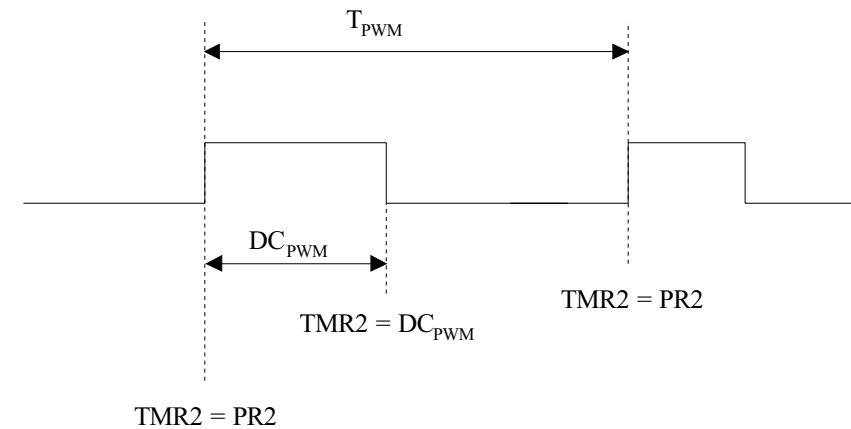 T_PWM
DC_PWM
TMR2 = PR2
TMR2 = DC_PWM
TMR2 = PR2